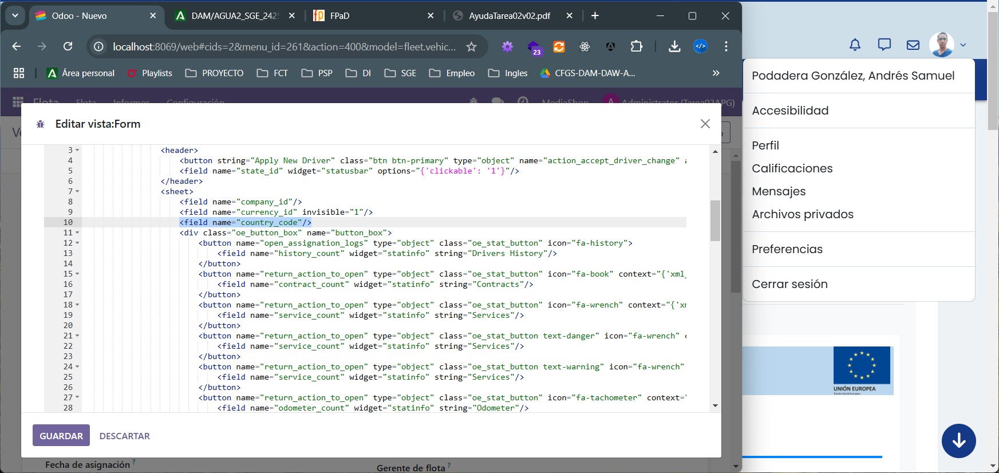 Odoo - Nuevo
DAM/AGUA2_SGE_242
FPaD
AyudaTarea02v02.pdf
localhost:8069/web#cids=2&menu_id=261&action=400&model=fleet.vehic...
23
Área personal
Playlists
PROYECTO
FCT
PSP
DI
SGE
Empleo
Ingles
CFGS-DAM-DAW-A...
Flota
Flota
Informes
Configuración
MediaShop
A
Administrator (Tarea02APG)
Editar vista:Form
3 <header>
4 <button string="Apply New Driver" class="btn btn-primary" type="object" name="action_accept_driver_change"
5 <field name="state_id" widget="statusbar" options="{'clickable': '1'}"/>
6 </header>
7 <sheet>
8 <field name="company_id"/>
9 <field name="currency_id" invisible="1"/>
10 <field name="country_code"/>
11 <div class="oe_button_box" name="button_box">
12 <button name="open_assignation_logs" type="object" class="oe_stat_button" icon="fa-history">
13 <field name="history_count" widget="statinfo" string="Drivers History"/>
14 </button>
15 <button name="return_action_to_open" type="object" class="oe_stat_button" icon="fa-book" context="{'xml_
16 <field name="contract_count" widget="statinfo" string="Contracts"/>
17 </button>
18 <button name="return_action_to_open" type="object" class="oe_stat_button" icon="fa-wrench" context="{'x
19 <field name="service_count" widget="statinfo" string="Services"/>
20 </button>
21 <button name="return_action_to_open" type="object" class="oe_stat_button text-danger" icon="fa-wrench"
22 <field name="service_count" widget="statinfo" string="Services"/>
23 </button>
24 <button name="return_action_to_open" type="object" class="oe_stat_button text-warning" icon="fa-wrench"
25 <field name="service_count" widget="statinfo" string="Services"/>
26 </button>
27 <button name="return_action_to_open" type="object" class="oe_stat_button" icon="fa-tachometer" context="
28 <field name="odometer_count" widget="statinfo" string="Odometer"/>
GUARDAR
DESCARTAR
Fecha de asignación ?
Gerente de flota ?
Podadera González, Andrés Samuel
Accesibilidad
Perfil
Calificaciones
Mensajes
Archivos privados
Preferencias
Cerrar sesión
UNIÓN EUROPEA
Fondo Social Europeo